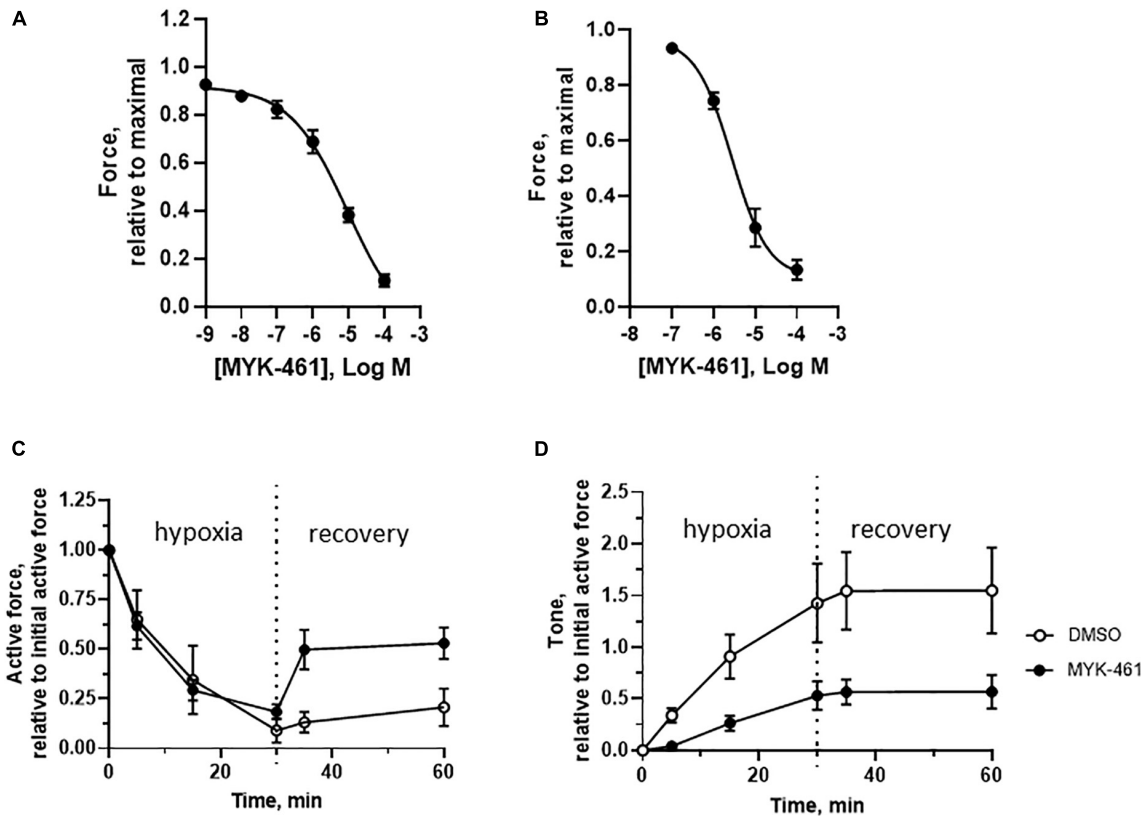 A
Force,
relative to maximal
1.2
1.0
0.8
0.6
0.4
0.2
0.0
-9 -8 -7 -6 -5 -4 -3
[MYK-461], Log M
B
Force,
relative to maximal
1.0
0.8
0.6
0.4
0.2
0.0
-8 -7 -6 -5 -4 -3
[MYK-461], Log M
C
Active force,
relative to initial active force
1.25
1.00
0.75
0.50
0.25
0.00
hypoxia recovery
0 20 40 60
Time, min
D
Tone,
relative to initial active force
2.5
2.0
1.5
1.0
0.5
0.0
hypoxia recovery
0 20 40 60
Time, min
DMSO
MYK-461